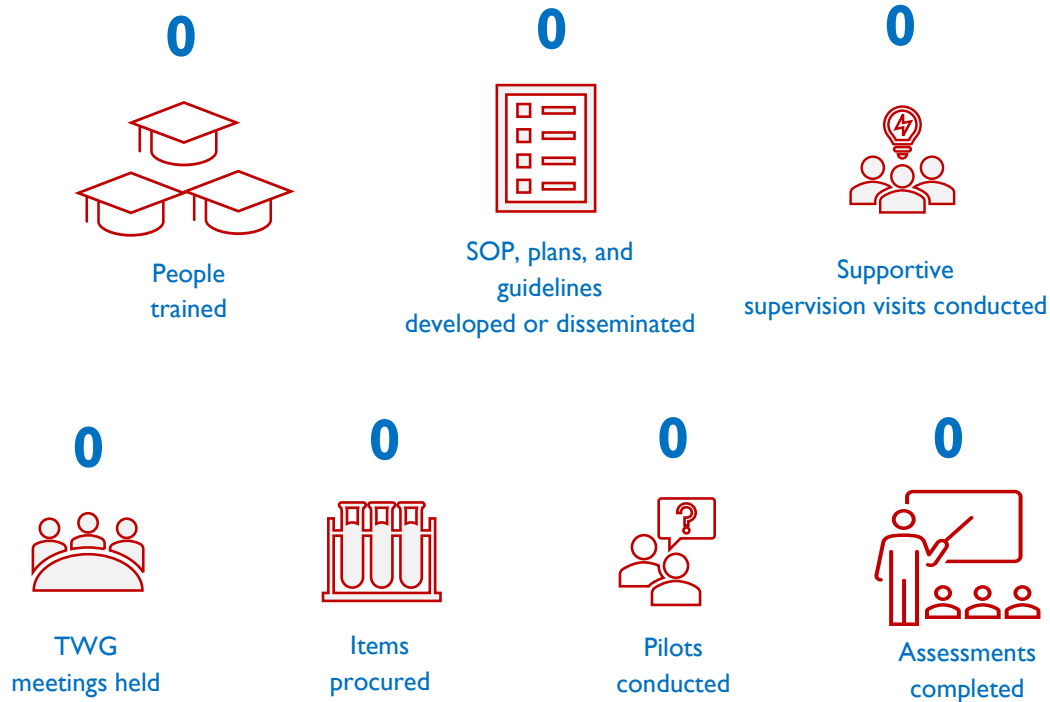 0
People
trained
0
SOP, plans, and
guidelines
developed or disseminated
0
Supportive
supervision visits conducted
0
TWG
meetings held
0
Items
procured
0
?
Pilots
conducted
0
Assessments
completed